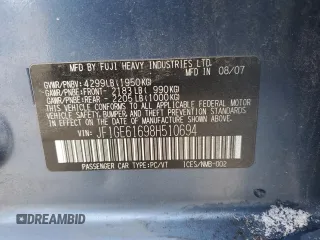 MFD BY FUJI HEAVY INDUSTRIES LTD.
IN 08/07
GVWR/PNBV:4299LB(1950KG)
GAWR/PNBE:FRONT- 2183LB( 990KG)
GAWR/PNBE:REAR - 2205LB(1000KG)
THIS VEHICLE CONFORMS TO ALL APPLICABLE
FEDERAL AND CANADA MOTOR VEHICLE
SAFETY, BUMPER AND THEFT PREVENTION
STANDARDS IN EFFECT ON THE DATE
OF MANUFACTURE SHOWN ABOVE.
JF1GE61698H510694
PASSENGER CAR TYPE:PC/VT ICES/NMB-002
DREAMBID